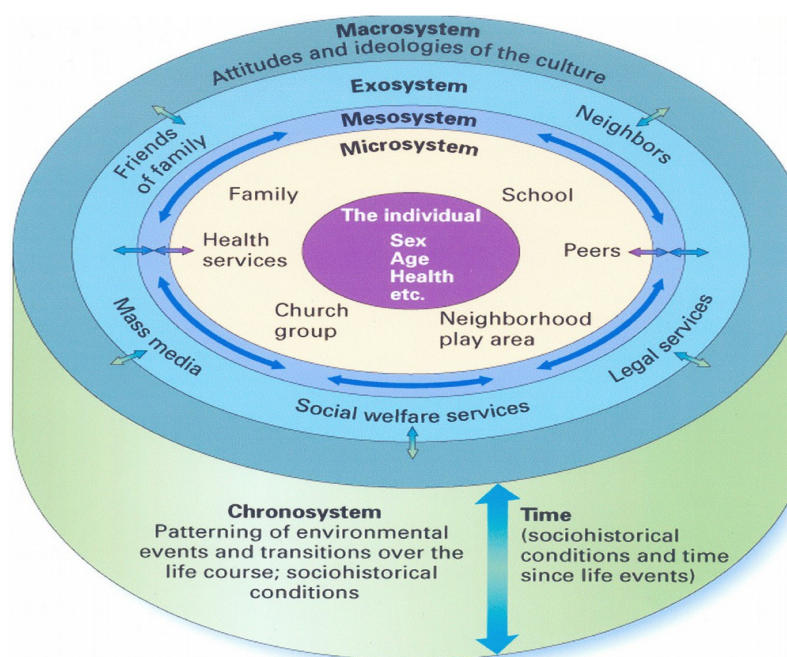 Macrosystem
Attitudes and ideologies of the culture
Exosystem
Mesosystem
Microsystem
Friends
of family
Neighbors
Family
School
The individual
Sex
Age
Health
etc.
Health
services
Peers
Church
group
Neighborhood
play area
Mass media
Legal services
Social welfare services
Chronosystem
Patterning of environmental
events and transitions over the
life course; sociohistorical
conditions
Time
(sociohistorical
conditions and time
since life events)